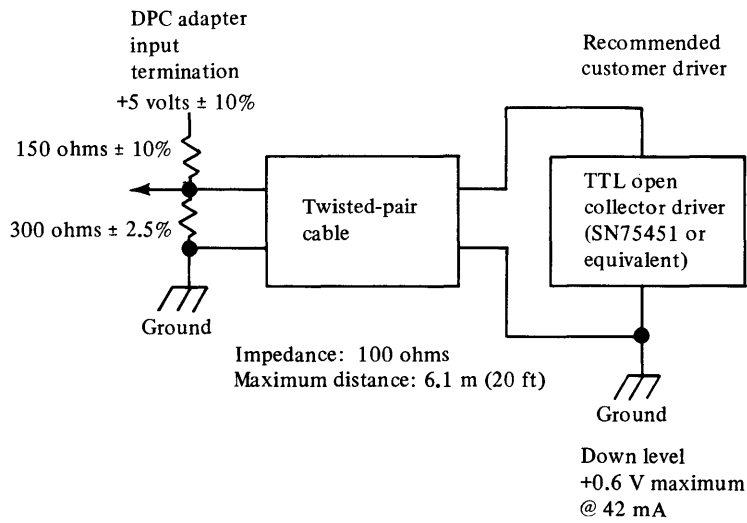 DPC adapter
input
termination
+5 volts ± 10%
150 ohms ± 10%
300 ohms ± 2.5%
Ground
Twisted-pair
cable
Impedance: 100 ohms
Maximum distance: 6.1 m (20 ft)
Recommended
customer driver
TTL open
collector driver
(SN75451 or
equivalent)
Ground
Down level
+0.6 V maximum
@ 42 mA